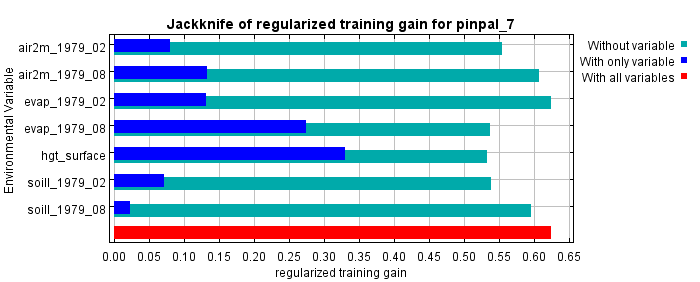 Jackknife of regularized training gain for pinpal_7
Environmental Variable
air2m_1979_02
air2m_1979_08
evap_1979_02
evap_1979_08
hgt_surface
soill_1979_02
soill_1979_08
0.00 0.05 0.10 0.15 0.20 0.25 0.30 0.35 0.40 0.45 0.50 0.55 0.60 0.65
regularized training gain
Without variable
With only variable
With all variables